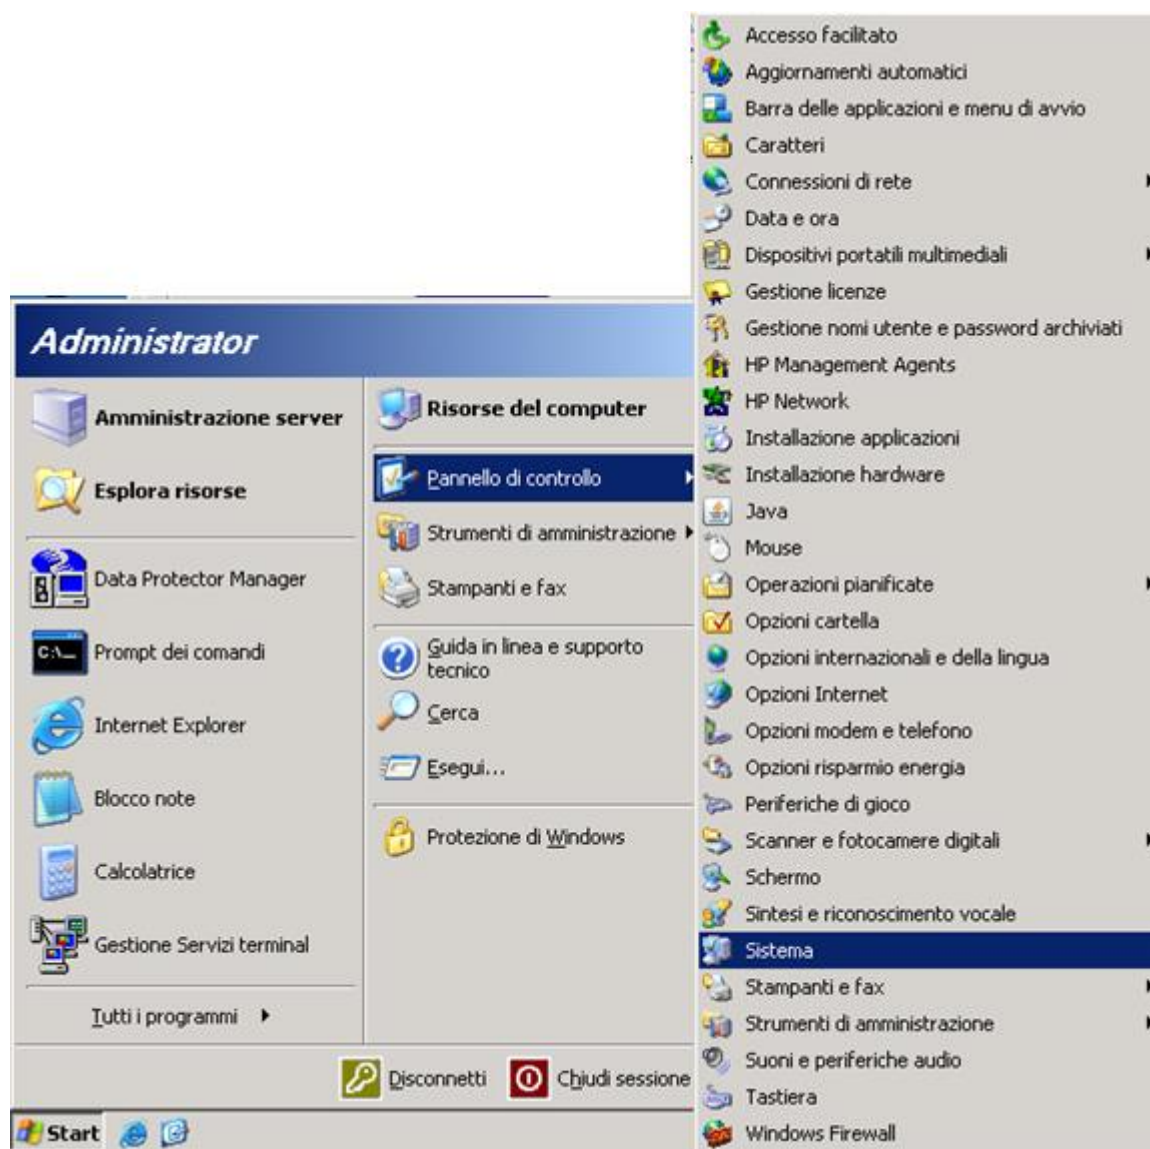 Administrator
Amministrazione server
Esplora risorse
Data Protector Manager
C:\_
Prompt dei comandi
Internet Explorer
Blocco note
Calcolatrice
Gestione Servizi terminal
Tutti i programmi
Risorse del computer
Pannello di controllo
Strumenti di amministrazione
Stampanti e fax
Guida in linea e supporto
tecnico
Cerca
Esegui...
Protezione di Windows
Disconnetti
Chiudi sessione
Start
Accesso facilitato
Aggiornamenti automatici
Barra delle applicazioni e menu di avvio
Caratteri
Connessioni di rete
Data e ora
Dispositivi portatili multimediali
Gestione licenze
Gestione nomi utente e password archiviati
HP Management Agents
HP Network
Installazione applicazioni
Installazione hardware
Java
Mouse
Operazioni pianificate
Opzioni cartella
Opzioni internazionali e della lingua
Opzioni Internet
Opzioni modem e telefono
Opzioni risparmio energia
Periferiche di gioco
Scanner e fotocamere digitali
Schermo
Sintesi e riconoscimento vocale
Sistema
Stampanti e fax
Strumenti di amministrazione
Suoni e periferiche audio
Tastiera
Windows Firewall